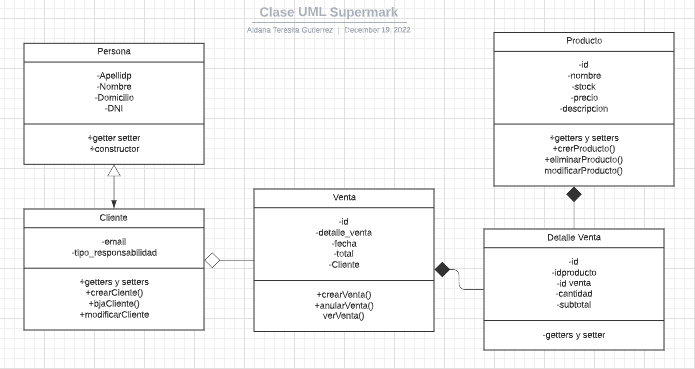 Clase UML Supermark
Aldana Teresita Gutierrez | December 19, 2022
Persona
-Apellidp
-Nombre
-Domicilio
-DNI
+getter setter
+constructor
Cliente
-email
-tipo_responsabilidad
+getters y setters
+crearCiente()
+bjaCliente()
+modificarCliente
Venta
-id
-detalle_venta
-fecha
-total
-Cliente
+crearVenta()
+anularVenta()
verVenta()
Producto
-id
-nombre
-stock
-precio
-descripcion
+getters y setters
+crerProducto()
+eliminarProducto()
modificarProducto()
Detalle Venta
-id
-idproducto
-id venta
-cantidad
-subtotal
-getters y setter